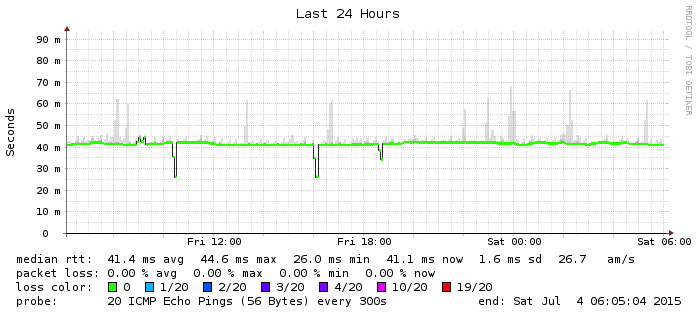 Last 24 Hours
RRDTOOL / TOBI OETIKER
Seconds
90 m
80 m
70 m
60 m
50 m
40 m
30 m
20 m
10 m
0
Fri 12:00 Fri 18:00 Sat 00:00 Sat 06:00
median rtt: 41.4 ms avg 44.6 ms max 26.0 ms min 41.1 ms now 1.6 ms sd 26.7 am/s
packet loss: 0.00 % avg 0.00 % max 0.00 % min 0.00 % now
loss color: 0 1/20 2/20 3/20 4/20 10/20 19/20
probe: 20 ICMP Echo Pings (56 Bytes) every 300s end: Sat Jul 4 06:05:04 2015